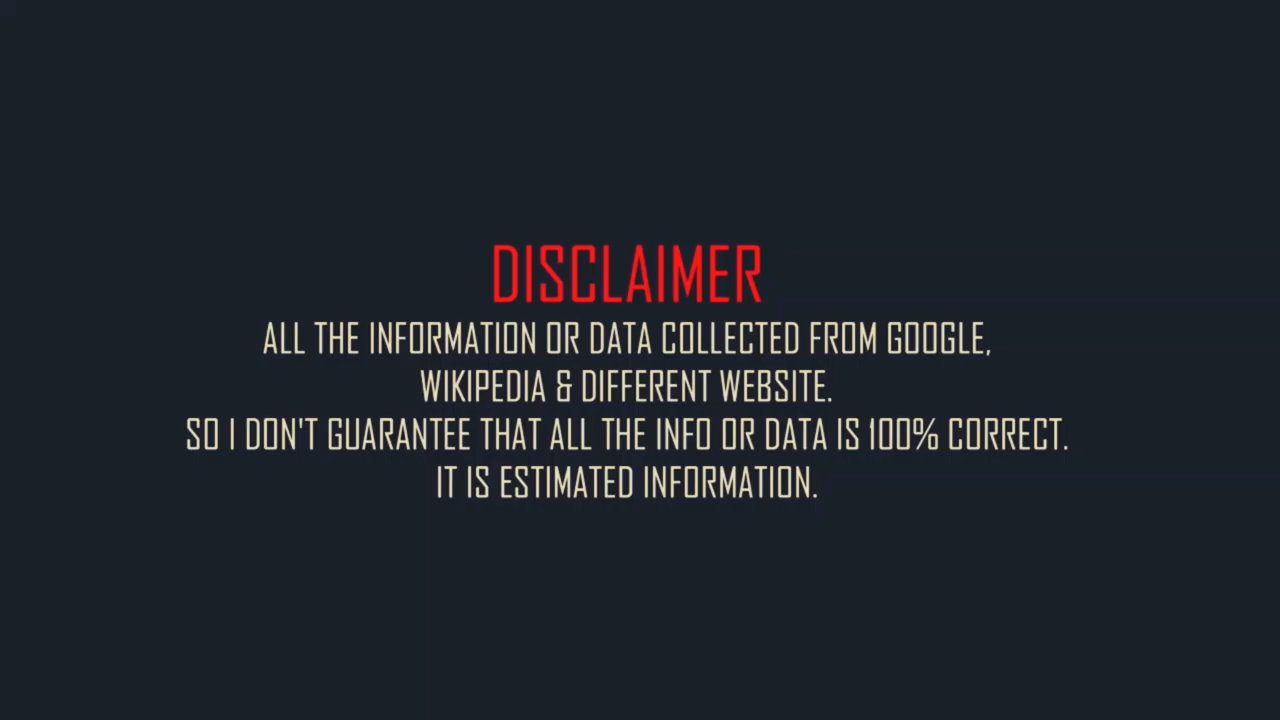 DISCLAIMER
ALL THE INFORMATION OR DATA COLLECTED FROM GOOGLE,
WIKIPEDIA & DIFFERENT WEBSITE.
SO I DON'T GUARANTEE THAT ALL THE INFO OR DATA IS 100% CORRECT.
IT IS ESTIMATED INFORMATION.